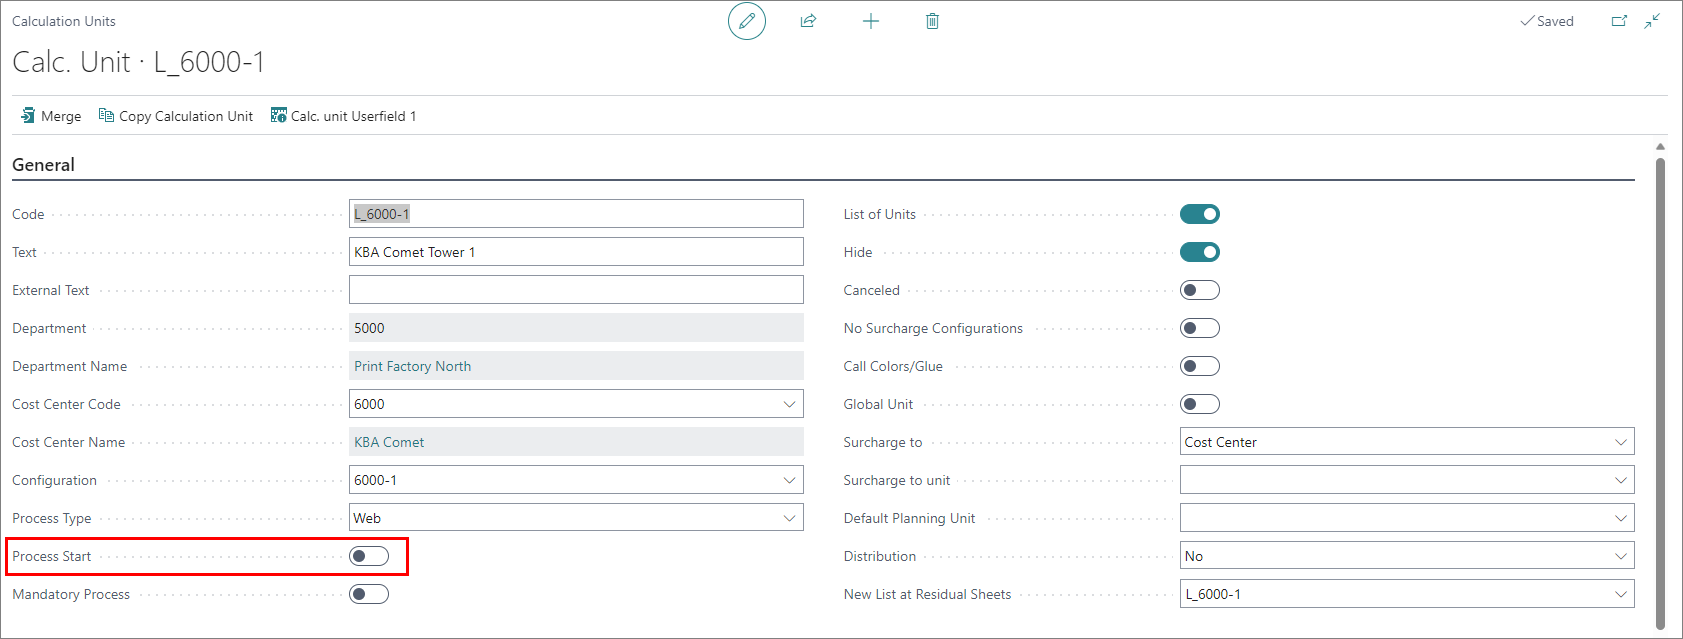 Calculation Units
Saved
Calc. Unit · L_6000-1
Merge Copy Calculation Unit Calc. unit Userfield 1
General
Code L_6000-1
Text KBA Comet Tower 1
External Text
Department 5000
Department Name Print Factory North
Cost Center Code 6000
Cost Center Name KBA Comet
Configuration 6000-1
Process Type Web
Process Start
Mandatory Process
List of Units
Hide
Canceled
No Surcharge Configurations
Call Colors/Glue
Global Unit
Surcharge to Cost Center
Surcharge to unit
Default Planning Unit
Distribution No
New List at Residual Sheets L_6000-1